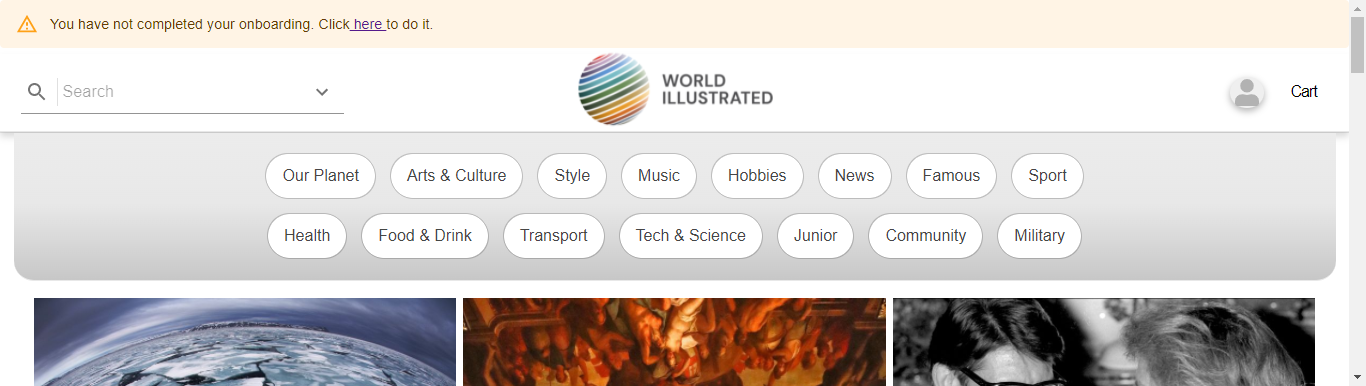 You have not completed your onboarding. Click here to do it.
Search
WORLD
ILLUSTRATED
Cart
Our Planet Arts & Culture Style Music Hobbies News Famous Sport
Health Food & Drink Transport Tech & Science Junior Community Military